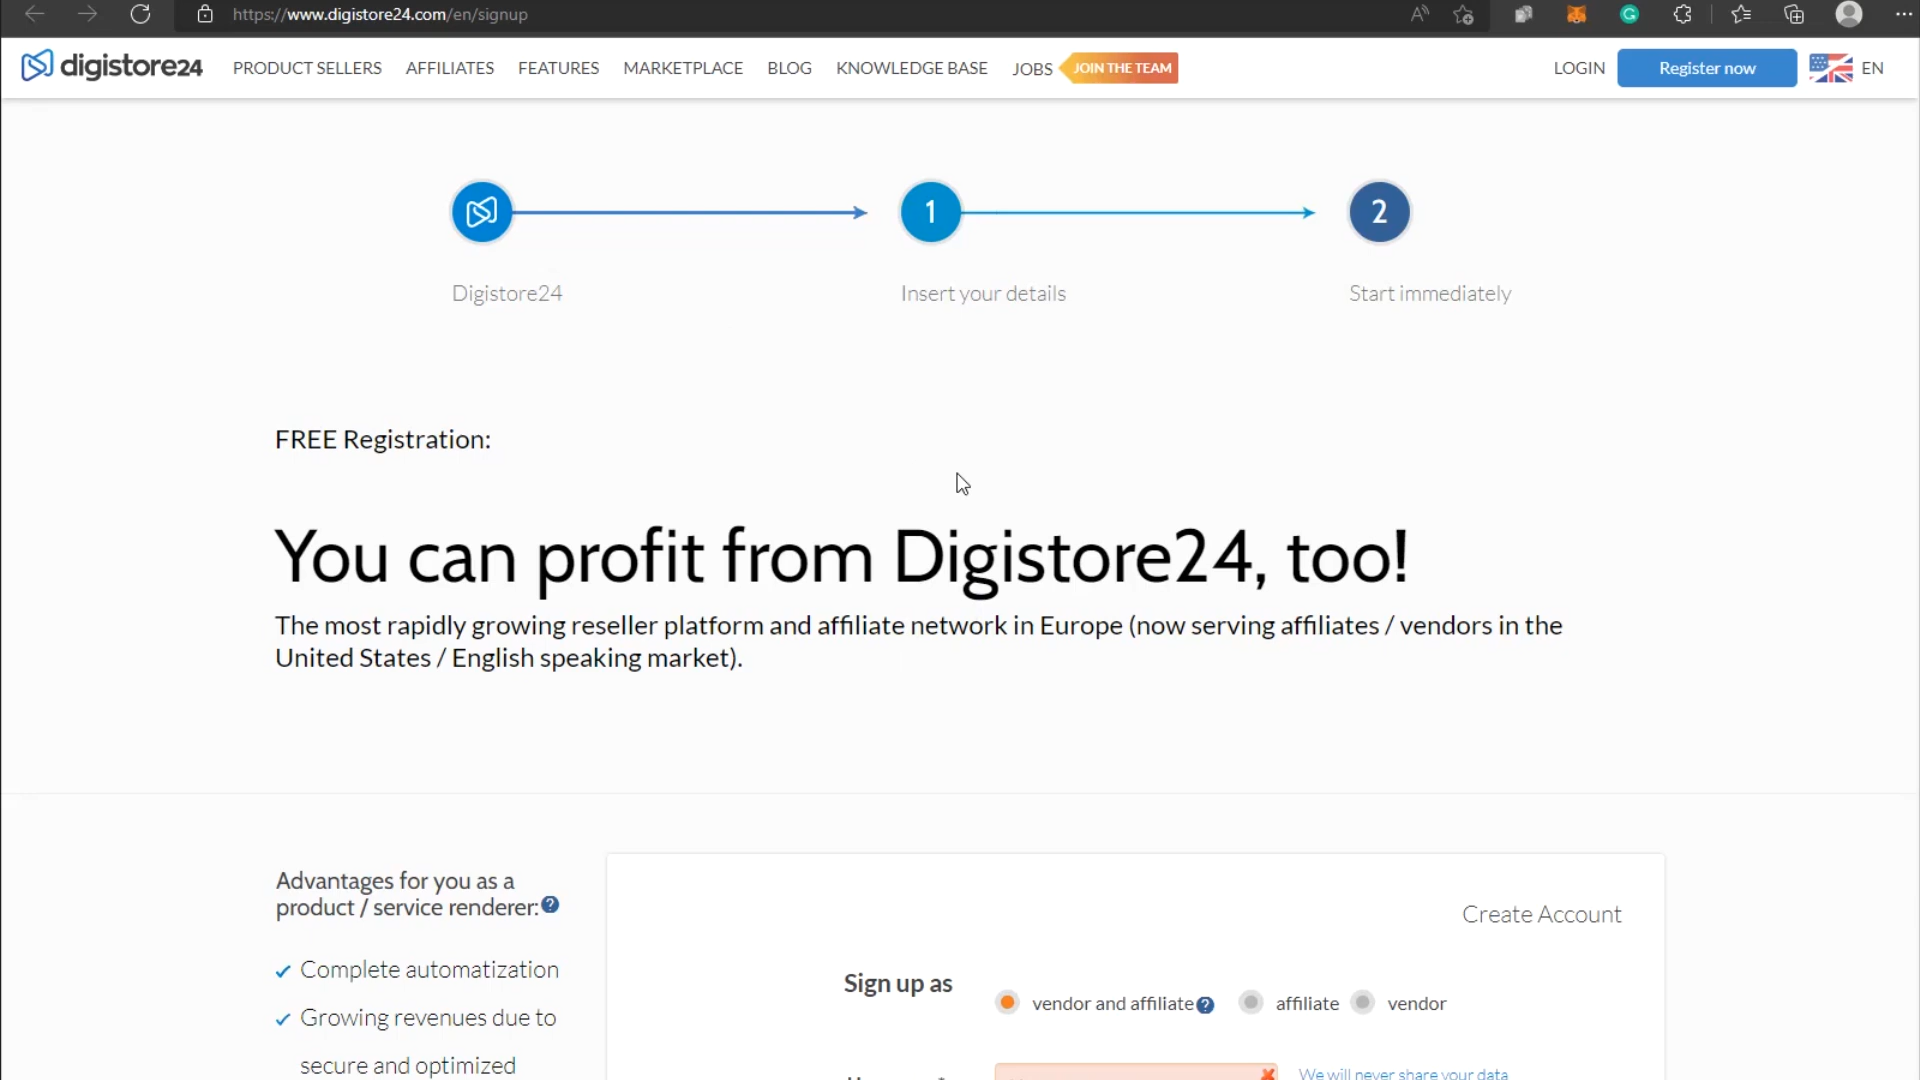 https://www.digistore24.com/en/signup
digistore24 PRODUCT SELLERS AFFILIATES FEATURES MARKETPLACE BLOG KNOWLEDGE BASE JOBS JOIN THE TEAM LOGIN Register now EN
1 2
Digistore24 Insert your details Start immediately
FREE Registration:
You can profit from Digistore24, too!
The most rapidly growing reseller platform and affiliate network in Europe (now serving affiliates / vendors in the
United States / English speaking market).
Advantages for you as a
product / service renderer:
Create Account
Complete automatization
Sign up as
vendor and affiliate affiliate vendor
Growing revenues due to
secure and optimized
We will never share your data